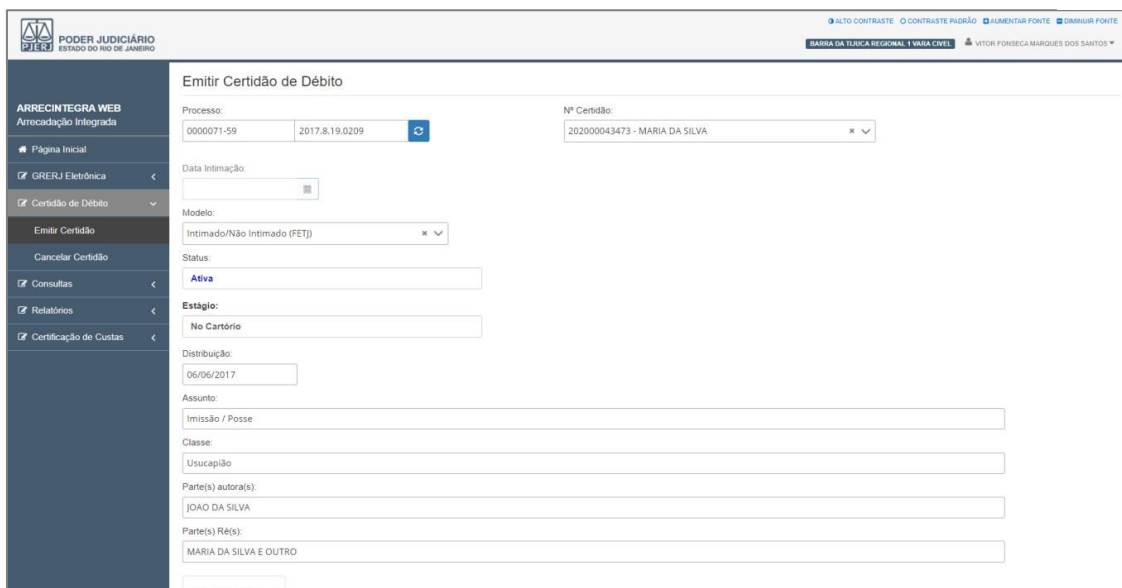 ALTO CONTRASTE CONTRASTE PADRÃO AUMENTAR FONTE DIMINUIR FONTE
PJERJ
PODER JUDICIÁRIO
ESTADO DO RIO DE JANEIRO
BARRA DA TIJUCA REGIONAL 1 VARA CIVEL VITOR FONSECA MARQUES DOS SANTOS
ARRECINTEGRA WEB
Arrecadação Integrada
Página Inicial
GRERJ Eletrônica
Certidão de Débito
Emitir Certidão
Cancelar Certidão
Consultas
Relatórios
Certificação de Custas
Emitir Certidão de Débito
Processo:
0000071-59 2017.8.19.0209
Nº Certidão:
202000043473 - MARIA DA SILVA
Data Intimação:
Modelo:
Intimado/Não Intimado (FETJ)
Status:
Ativa
Estágio:
No Cartório
Distribuição:
06/06/2017
Assunto:
Imissão / Posse
Classe:
Usucapião
Parte(s) autora(s):
JOAO DA SILVA
Parte(s) Ré(s):
MARIA DA SILVA E OUTRO